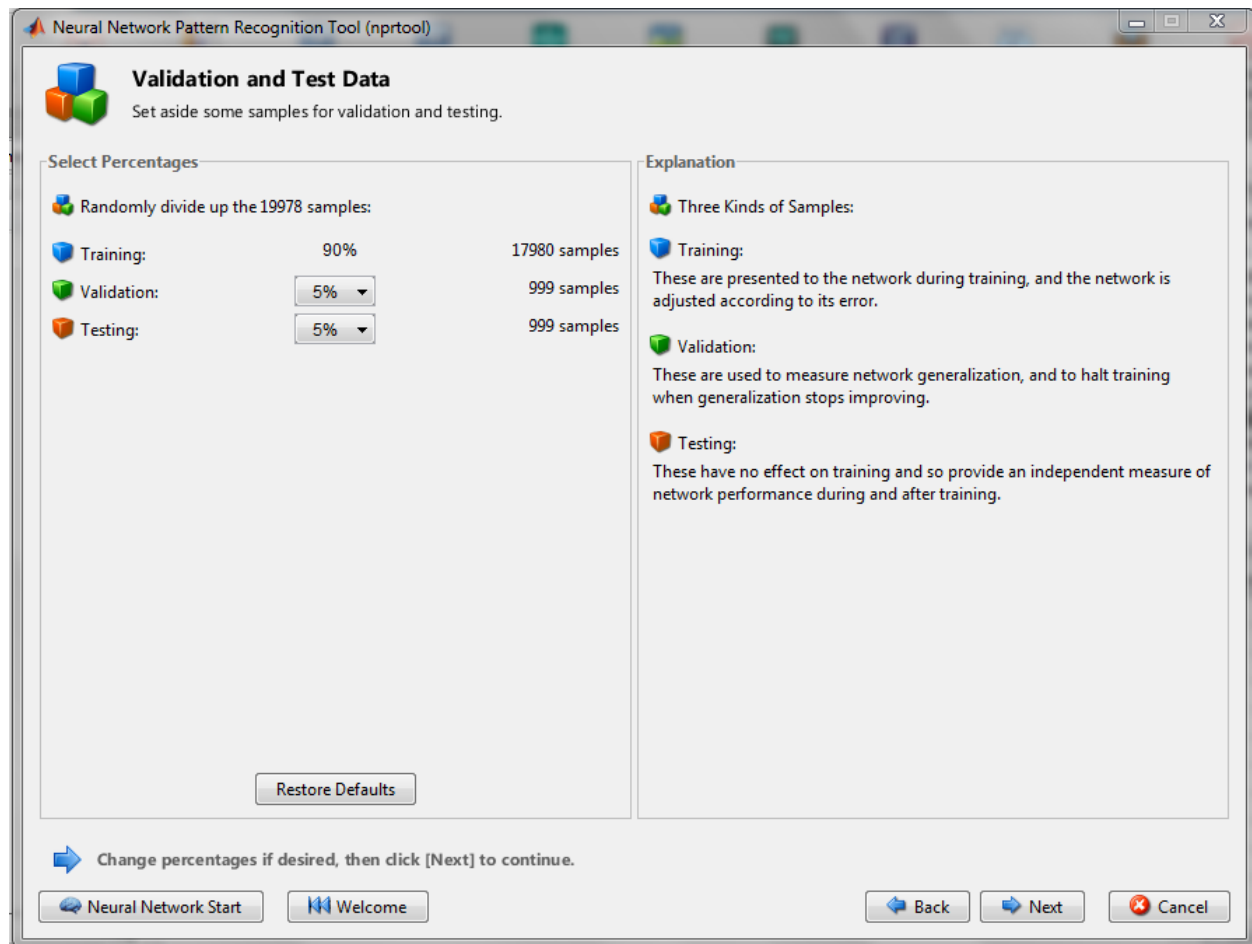 Neural Network Pattern Recognition Tool (nprtool)
Validation and Test Data
Set aside some samples for validation and testing.
Select Percentages
Randomly divide up the 19978 samples:
Training: 90% 17980 samples
Validation: 5% 999 samples
Testing: 5% 999 samples
Restore Defaults
Explanation
Three Kinds of Samples:
Training:
These are presented to the network during training, and the network is
adjusted according to its error.
Validation:
These are used to measure network generalization, and to halt training
when generalization stops improving.
Testing:
These have no effect on training and so provide an independent measure of
network performance during and after training.
Change percentages if desired, then click [Next] to continue.
Neural Network Start Welcome Back Next Cancel